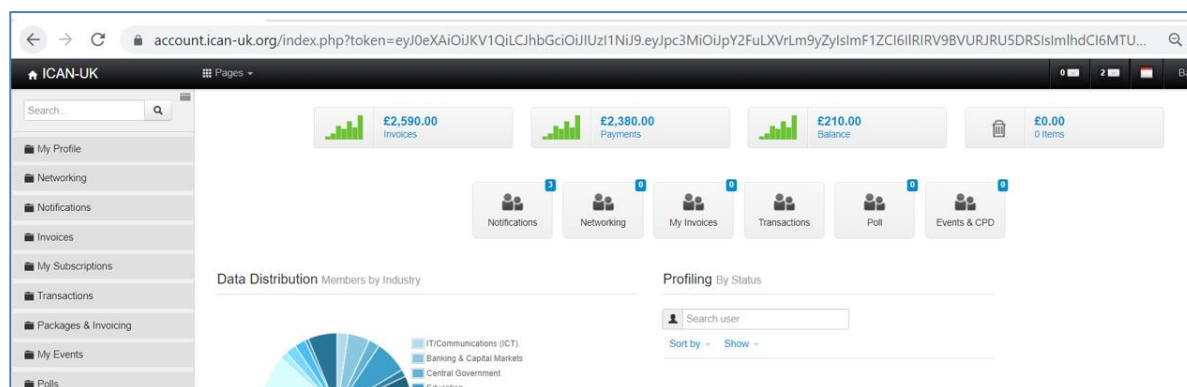 account.ican-uk.org/index.php?token=eyJ0eXAiOiJKV1QiLCJhbGciOiJIUzI1NiJ9.eyJpc3MiOiJpY2FuLXVrLm9yZyIsImF1ZCI6IlRIRV9BVURJRU5DRSIsImlhdCI6MTU...
ICAN-UK
Pages
0
2
Search...
£2,590.00
Invoices
£2,380.00
Payments
£210.00
Balance
£0.00
0 Items
My Profile
Networking
Notifications
Invoices
My Subscriptions
Transactions
Packages & Invoicing
My Events
Polls
3
Notifications
0
Networking
0
My Invoices
Transactions
0
Poll
0
Events & CPD
Data Distribution Members by Industry
IT/Communications (ICT)
Banking & Capital Markets
Central Government
Profiling By Status
Search user
Sort by
Show